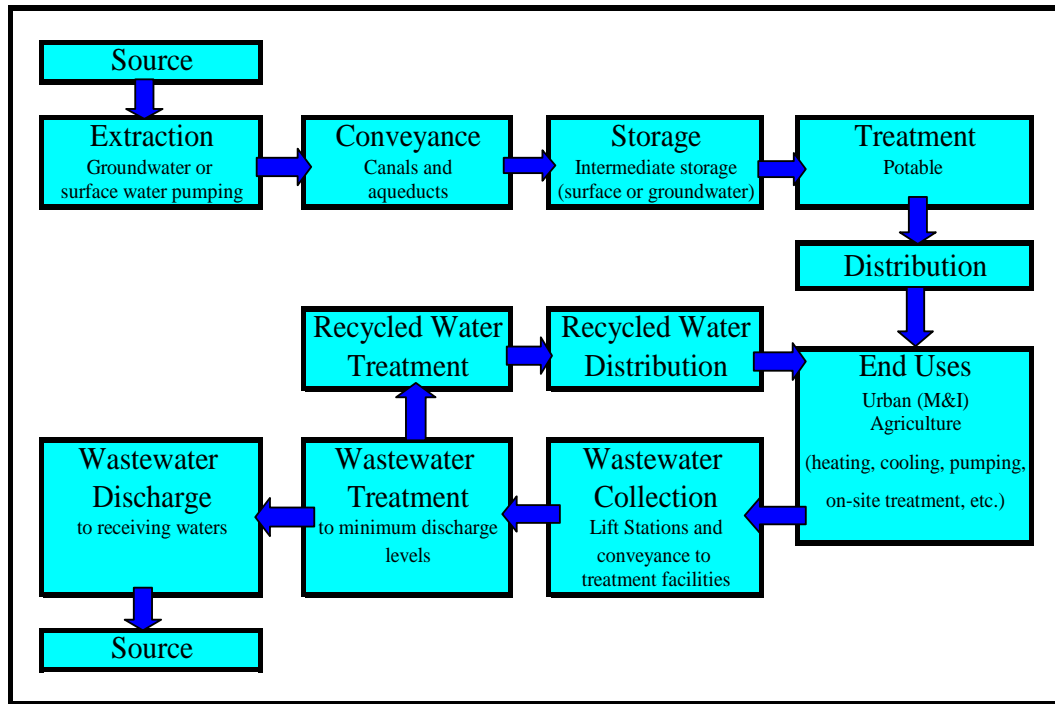 Source
Extraction
Groundwater or
surface water pumping
Conveyance
Canals and
aqueducts
Storage
Intermediate storage
(surface or groundwater)
Treatment
Potable
Distribution
Recycled Water
Treatment
Recycled Water
Distribution
End Uses
Urban (M&I)
Agriculture
(heating, cooling, pumping,
on-site treatment, etc.)
Wastewater
Discharge
to receiving waters
Wastewater
Treatment
to minimum discharge
levels
Wastewater
Collection
Lift Stations and
conveyance to
treatment facilities
Source